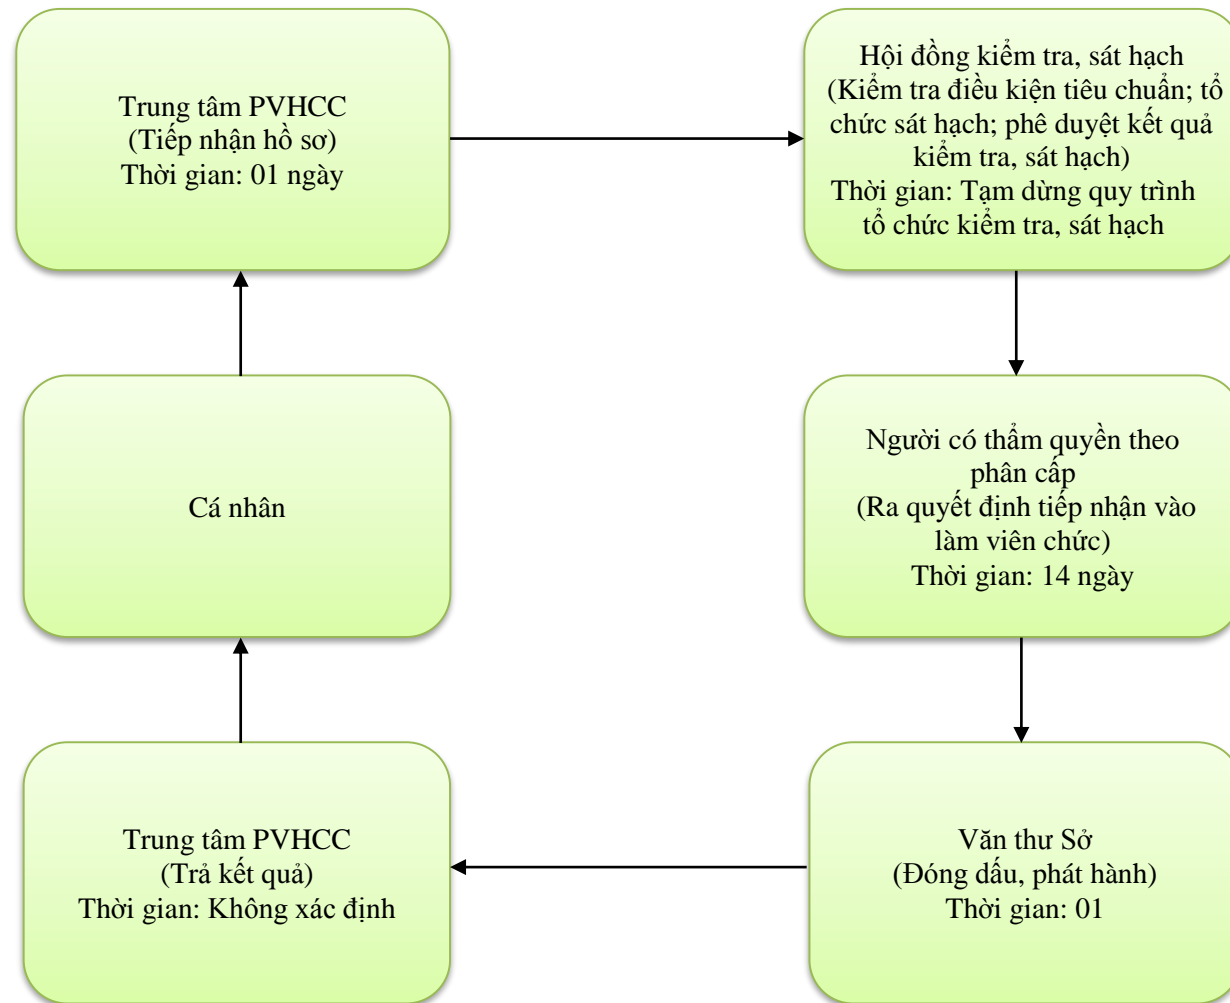 Trung tâm PVHCC
(Tiếp nhận hồ sơ)
Thời gian: 01 ngày
Hội đồng kiểm tra, sát hạch
(Kiểm tra điều kiện tiêu chuẩn; tổ
chức sát hạch; phê duyệt kết quả
kiểm tra, sát hạch)
Thời gian: Tạm dừng quy trình
tổ chức kiểm tra, sát hạch
Cá nhân
Người có thẩm quyền theo
phân cấp
(Ra quyết định tiếp nhận vào
làm viên chức)
Thời gian: 14 ngày
Trung tâm PVHCC
(Trả kết quả)
Thời gian: Không xác định
Văn thư Sở
(Đóng dấu, phát hành)
Thời gian: 01